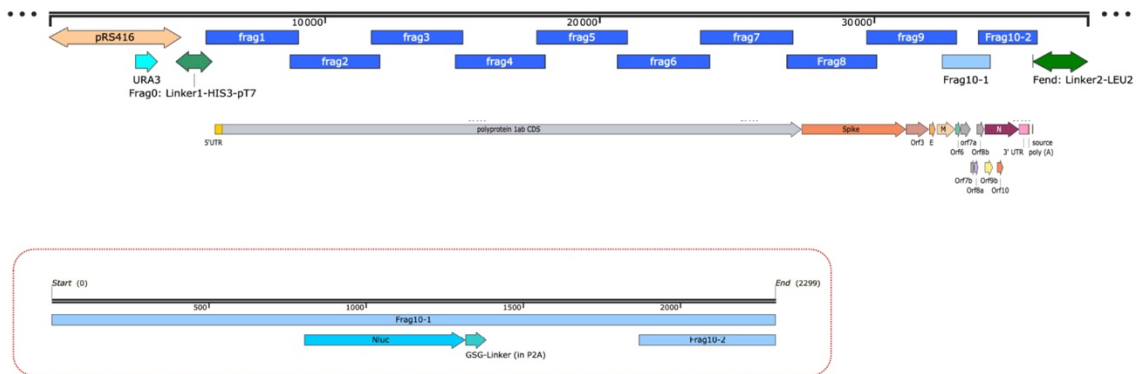 10000 20000 30000
pRS416 frag1 frag3 frag5 frag7 frag9 Frag10-2
URA3 frag2 frag4 frag6 Frag8 Frag10-1
Frag0: Linker1-HIS3-pT7 Fend: Linker2-LEU2
polyprotein 1ab CDS Spike M N
5'UTR Orf3 E orf7a 3' UTR source
Orf6 Orf8b poly (A)
Orf7b Orf9b
Orf8a Orf10
Start (0) End (2299)
500 1000 1500 2000
Frag10-1
Nluc Frag10-2
GSG-Linker (in P2A)